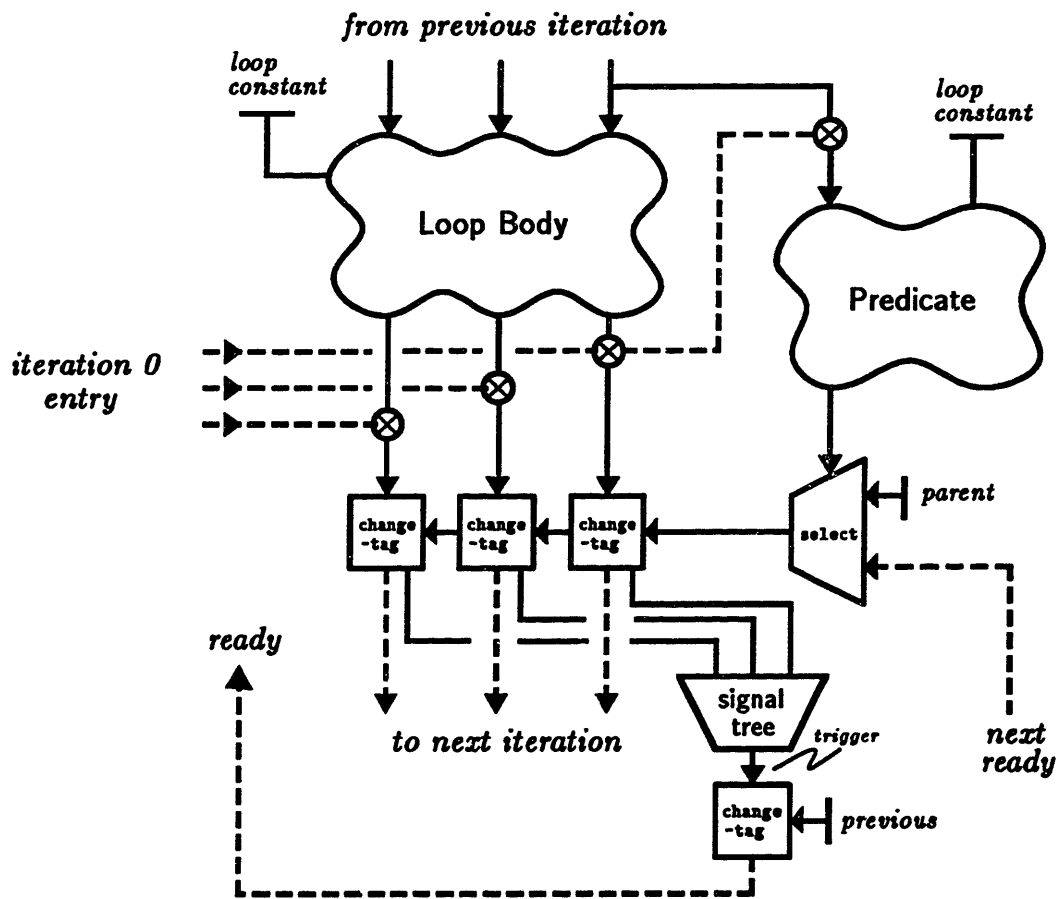 from previous iteration
loop
constant
loop
constant
Loop Body
Predicate
iteration 0
entry
change
-tag
change
-tag
change
-tag
select
parent
ready
to next iteration
signal
tree
trigger
next
ready
change
-tag
previous